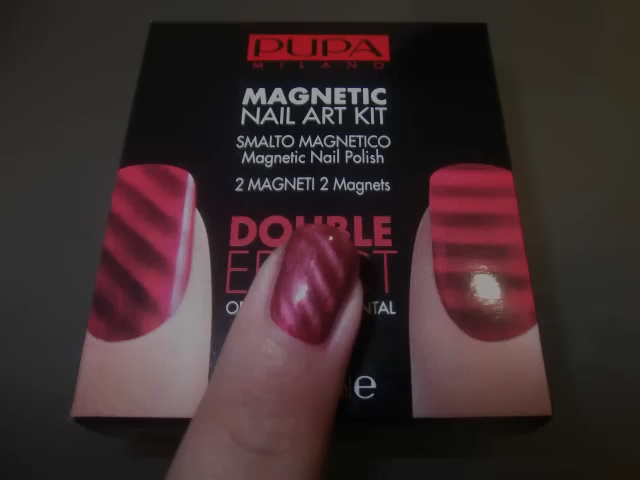 PUPA
MILANO
MAGNETIC
NAIL ART KIT
SMALTO MAGNETICO
Magnetic Nail Polish
2 MAGNETI 2 Magnets
DOUBLE
e